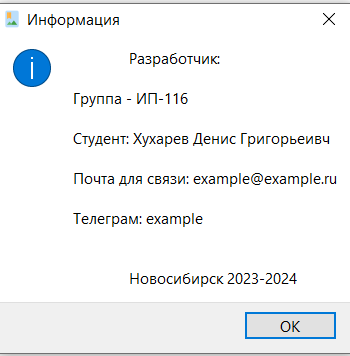 Информация
Разработчик:
Группа - ИП-116
Студент: Хухарев Денис Григорьеивч
Почта для связи: example@example.ru
Телеграм: example
Новосибирск 2023-2024
OK